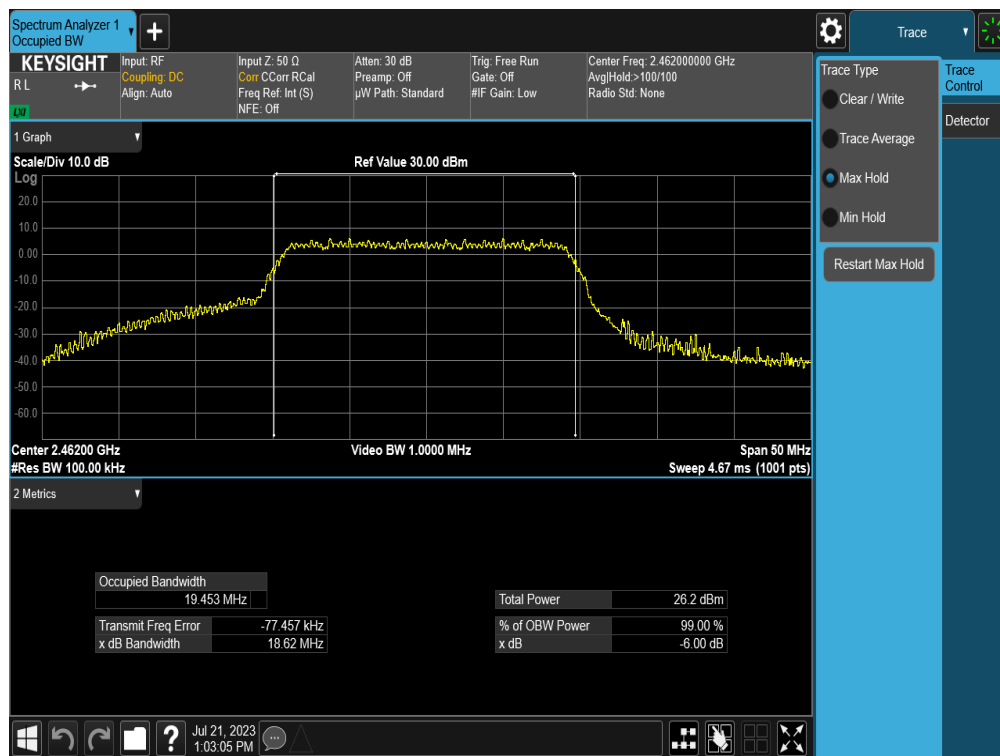 Spectrum Analyzer 1
Occupied BW
Trace
KEYSIGHT
R L
LXI
Input: RF
Coupling: DC
Align: Auto
Input Z: 50 Ω
Corr CCorr RCal
Freq Ref: Int (S)
NFE: Off
Atten: 30 dB
Preamp: Off
µW Path: Standard
Trig: Free Run
Gate: Off
#IF Gain: Low
Center Freq: 2.462000000 GHz
Avg|Hold:>100/100
Radio Std: None
Trace Type
Clear / Write
Trace Average
Max Hold
Min Hold
Restart Max Hold
Trace
Control
Detector
1 Graph
Scale/Div 10.0 dB
Ref Value 30.00 dBm
Log
20.0
10.0
0.00
-10.0
-20.0
-30.0
-40.0
-50.0
-60.0
Center 2.46200 GHz
Video BW 1.0000 MHz
Span 50 MHz
#Res BW 100.00 kHz
Sweep 4.67 ms (1001 pts)
2 Metrics
Occupied Bandwidth
19.453 MHz
Total Power 26.2 dBm
Transmit Freq Error -77.457 kHz
% of OBW Power 99.00 %
x dB Bandwidth 18.62 MHz
x dB -6.00 dB
?
Jul 21, 2023
1:03:05 PM